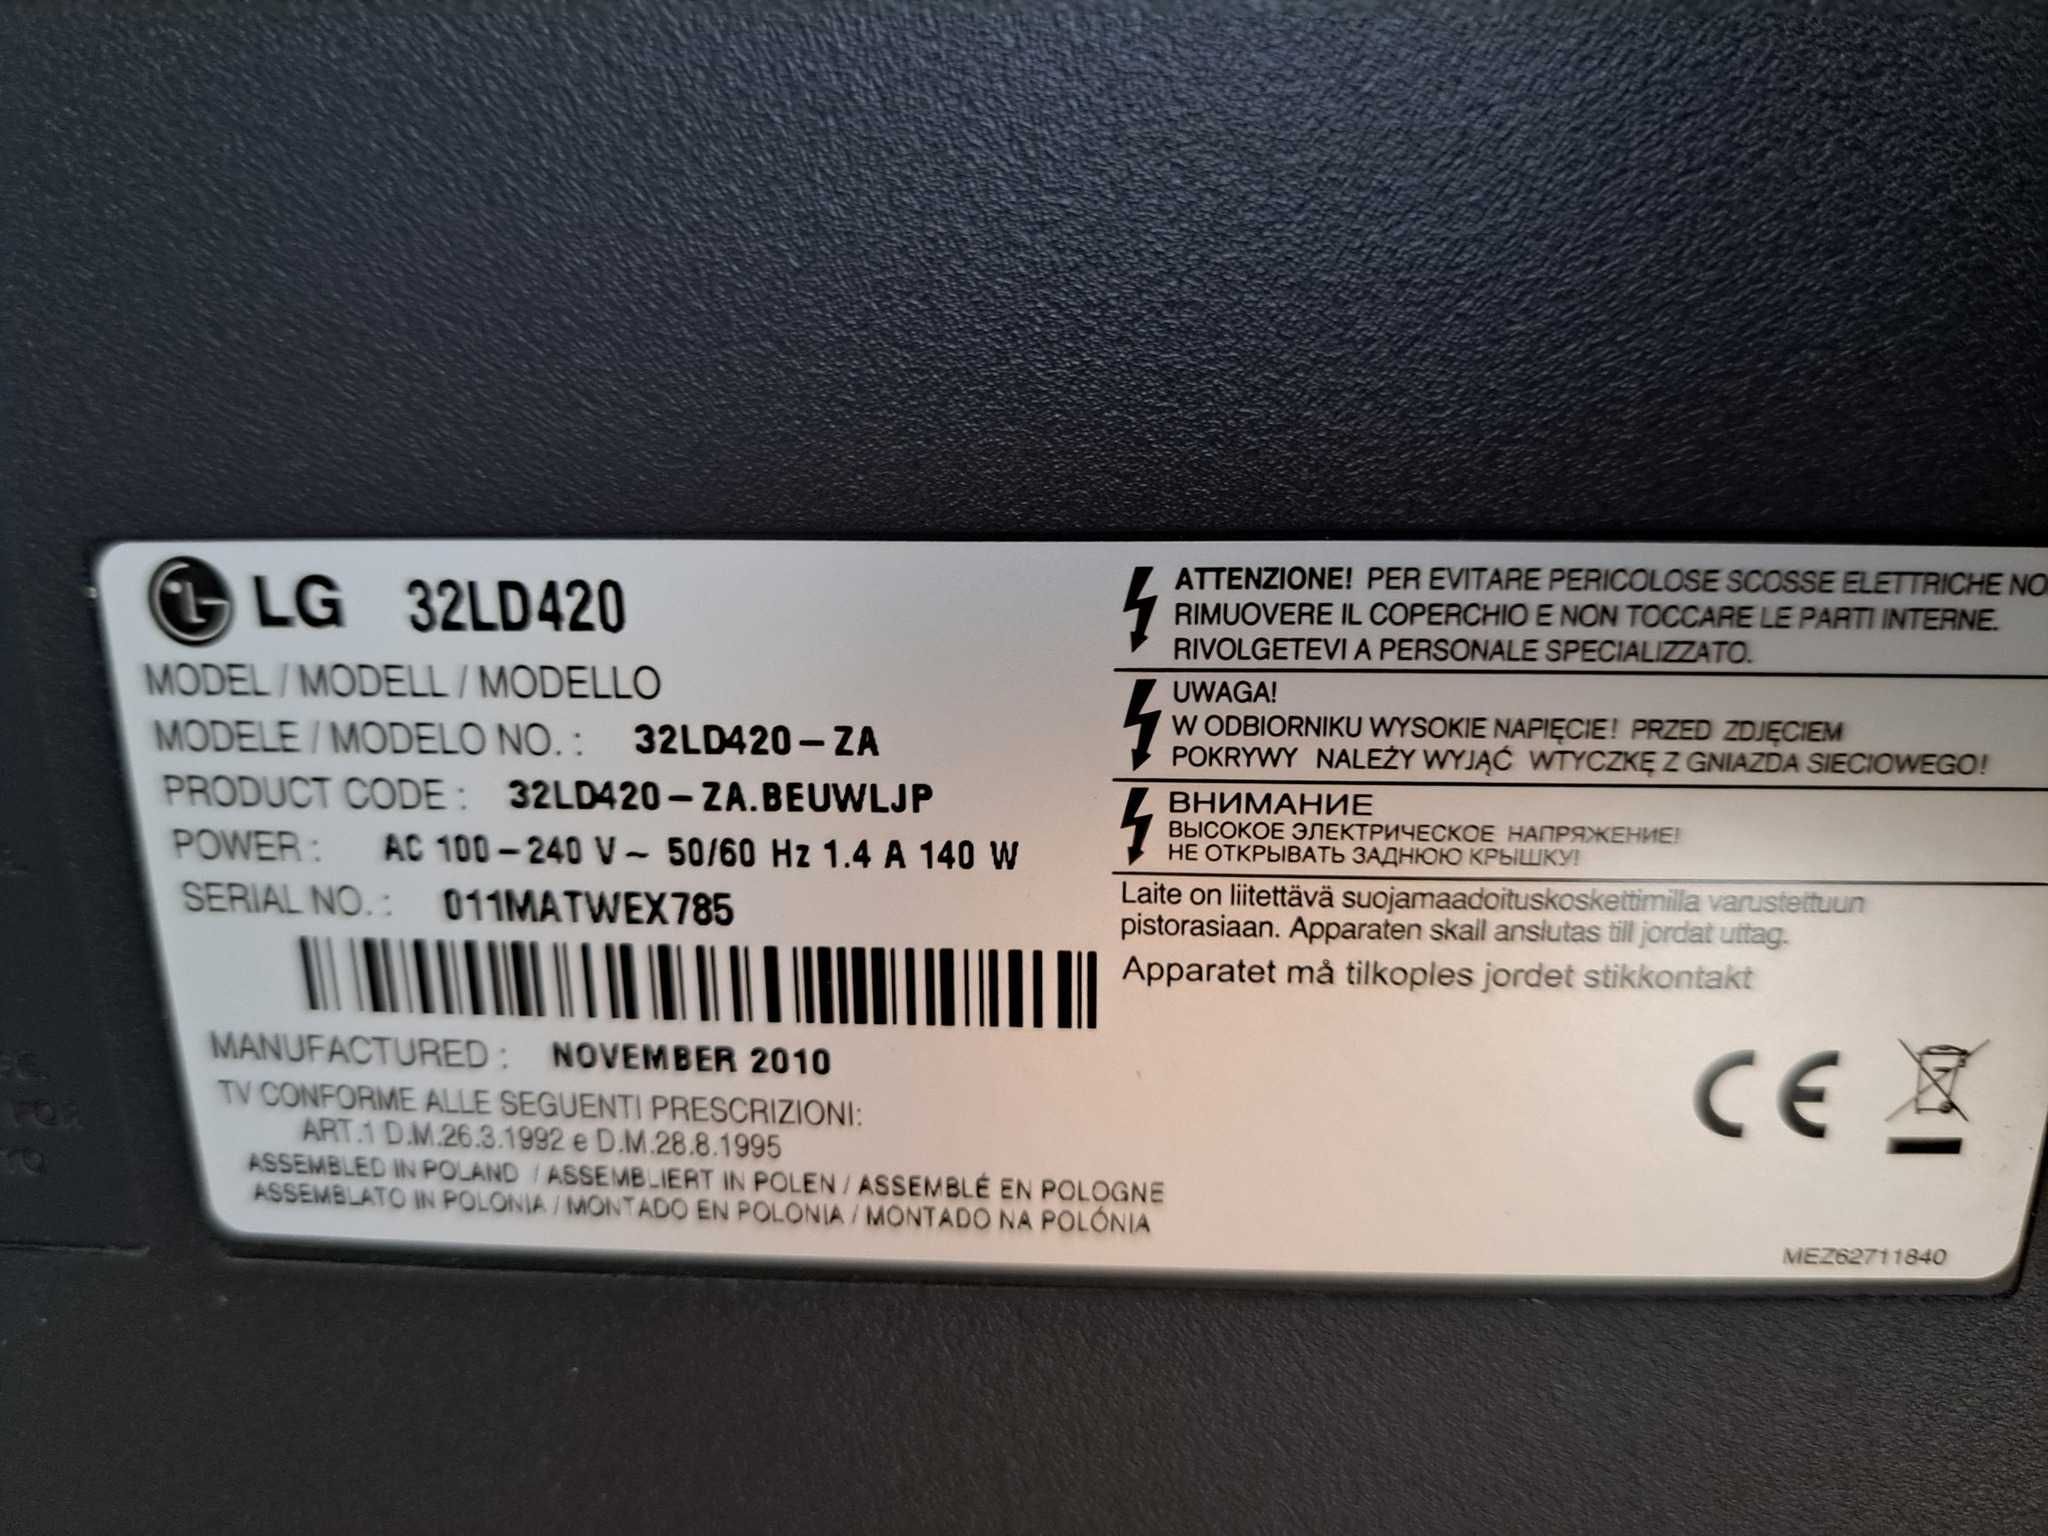 LG 32LD420
MODEL / MODELL / MODELLO
MODELE / MODELO NO. : 32LD420-ZA
PRODUCT CODE : 32LD420-ZA.BEUWLJP
POWER : AC 100-240 V~ 50/60 Hz 1.4 A 140 W
SERIAL NO. : 011MATWEX785
MANUFACTURED : NOVEMBER 2010
TV CONFORME ALLE SEGUENTI PRESCRIZIONI:
ART.1 D.M.26.3.1992 e D.M.28.8.1995
ASSEMBLED IN POLAND / ASSEMBLIERT IN POLEN / ASSEMBLÉ EN POLOGNE
ASSEMBLATO IN POLONIA / MONTADO EN POLONIA / MONTADO NA POLÓNIA
ATTENZIONE! PER EVITARE PERICOLOSE SCOSSE ELETTRICHE NO
RIMUOVERE IL COPERCHIO E NON TOCCARE LE PARTI INTERNE.
RIVOLGETEVI A PERSONALE SPECIALIZZATO.
UWAGA!
W ODBIORNIKU WYSOKIE NAPIĘCIE! PRZED ZDJĘCIEM
POKRYWY NALEŻY WYJĄĆ WTYCZKĘ Z GNIAZDA SIECIOWEGO!
ВНИМАНИЕ
ВЫСОКОЕ ЭЛЕКТРИЧЕСКОЕ НАПРЯЖЕНИЕ!
НЕ ОТКРЫВАТЬ ЗАДНЮЮ КРЫШКУ!
Laite on liitettävä suojamaadoituskoskettimilla varustettuun
pistorasiaan. Apparaten skall anslutas till jordat uttag.
Apparatet må tilkoples jordet stikkontakt
CE
MEZ62711840